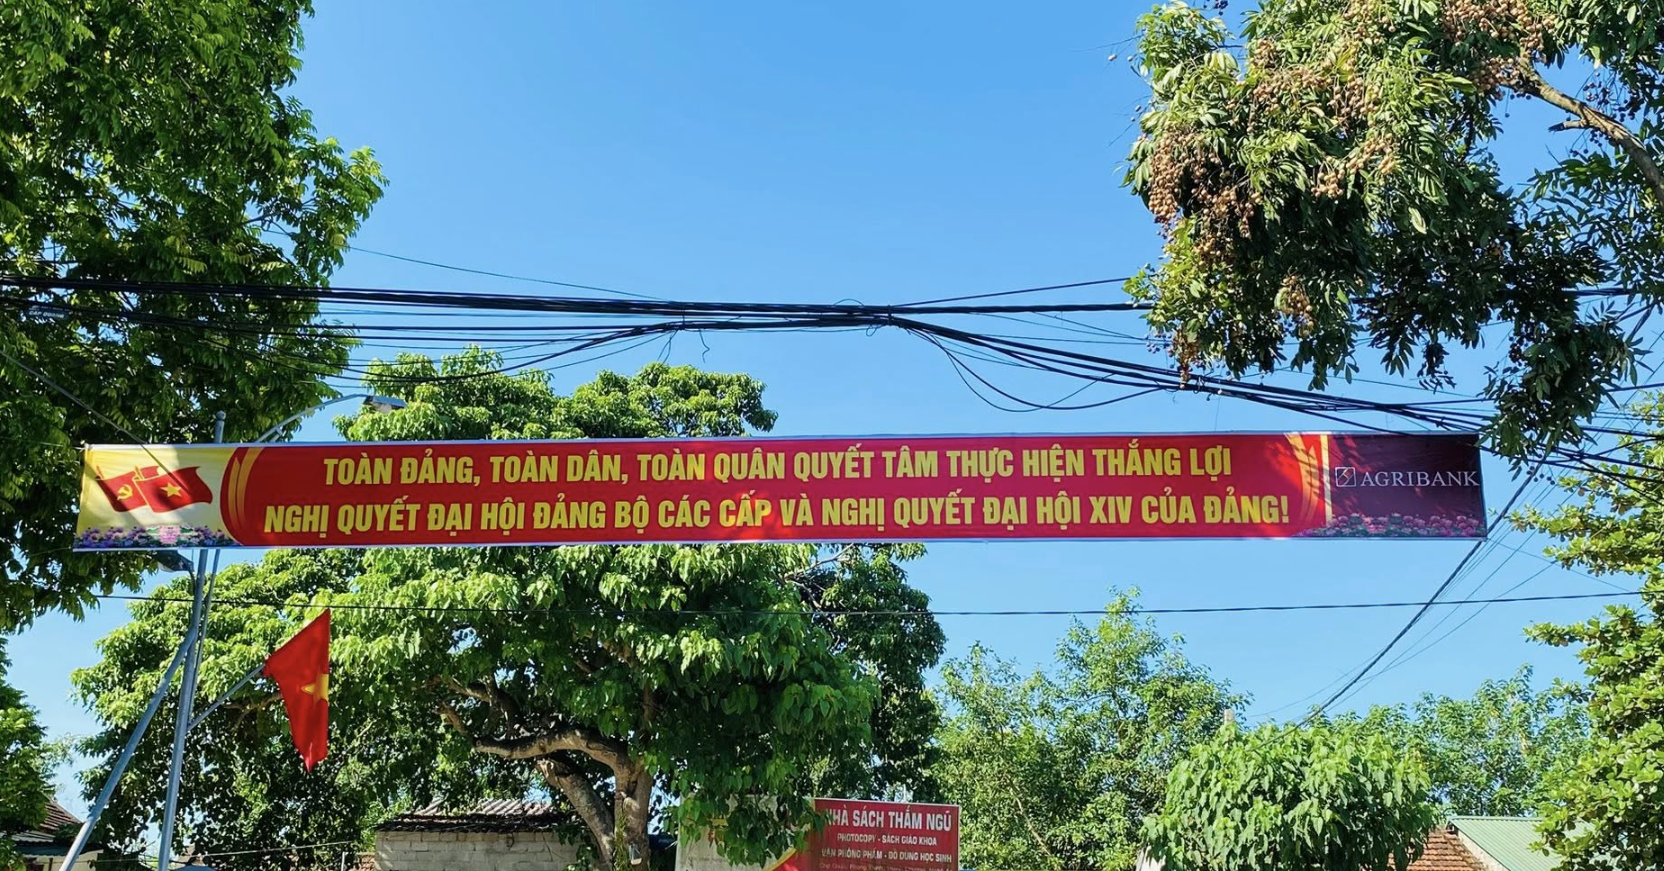 TOÀN ĐẢNG, TOÀN DÂN, TOÀN QUÂN QUYẾT TÂM THỰC HIỆN THẮNG LỢI
NGHỊ QUYẾT ĐẠI HỘI ĐẢNG BỘ CÁC CẤP VÀ NGHỊ QUYẾT ĐẠI HỘI XIV CỦA ĐẢNG!
AGRIBANK
NHÀ SÁCH THẮM NGŨ
PHOTOCOPY - SÁCH GIÁO KHOA
VĂN PHÒNG PHẨM - ĐỒ DÙNG HỌC SINH